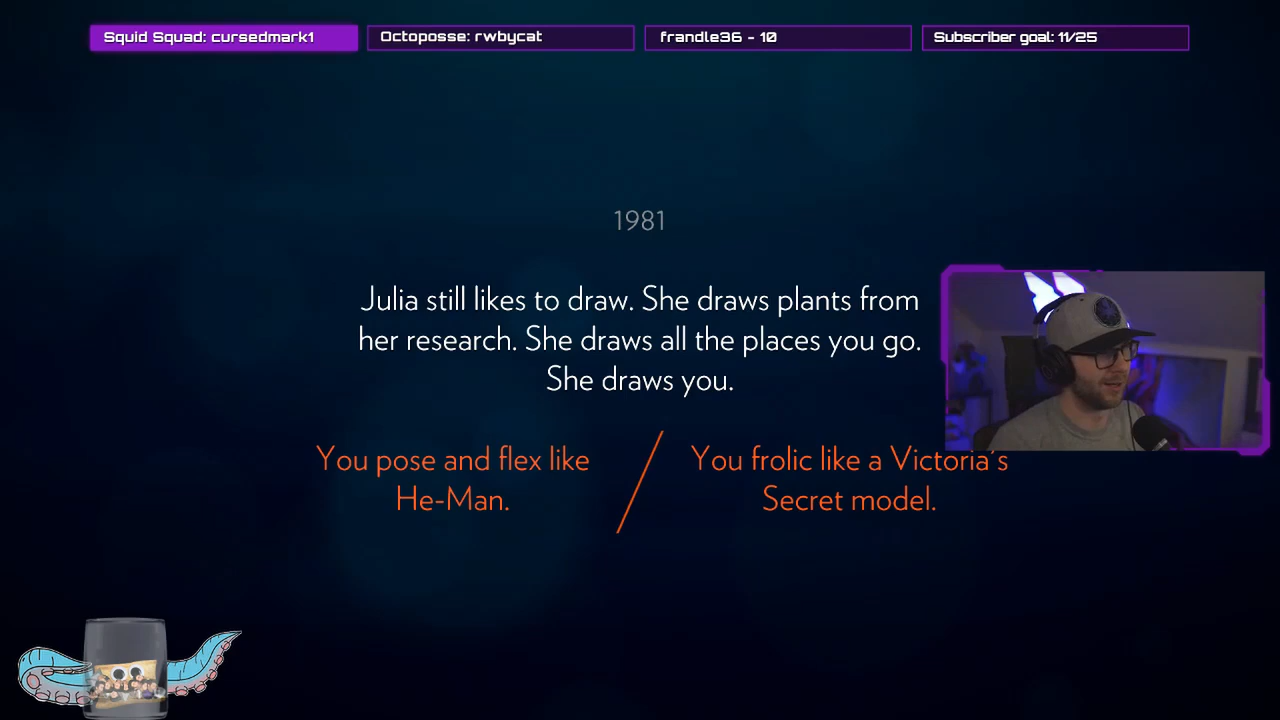 Squid Squad: cursedmark1
Octoposse: rwbycat
frandle36 - 10
Subscriber goal: 11/25
1981
Julia still likes to draw. She draws plants from
her research. She draws all the places you go.
She draws you.
You pose and flex like
He-Man.
You frolic like a Victoria's
Secret model.